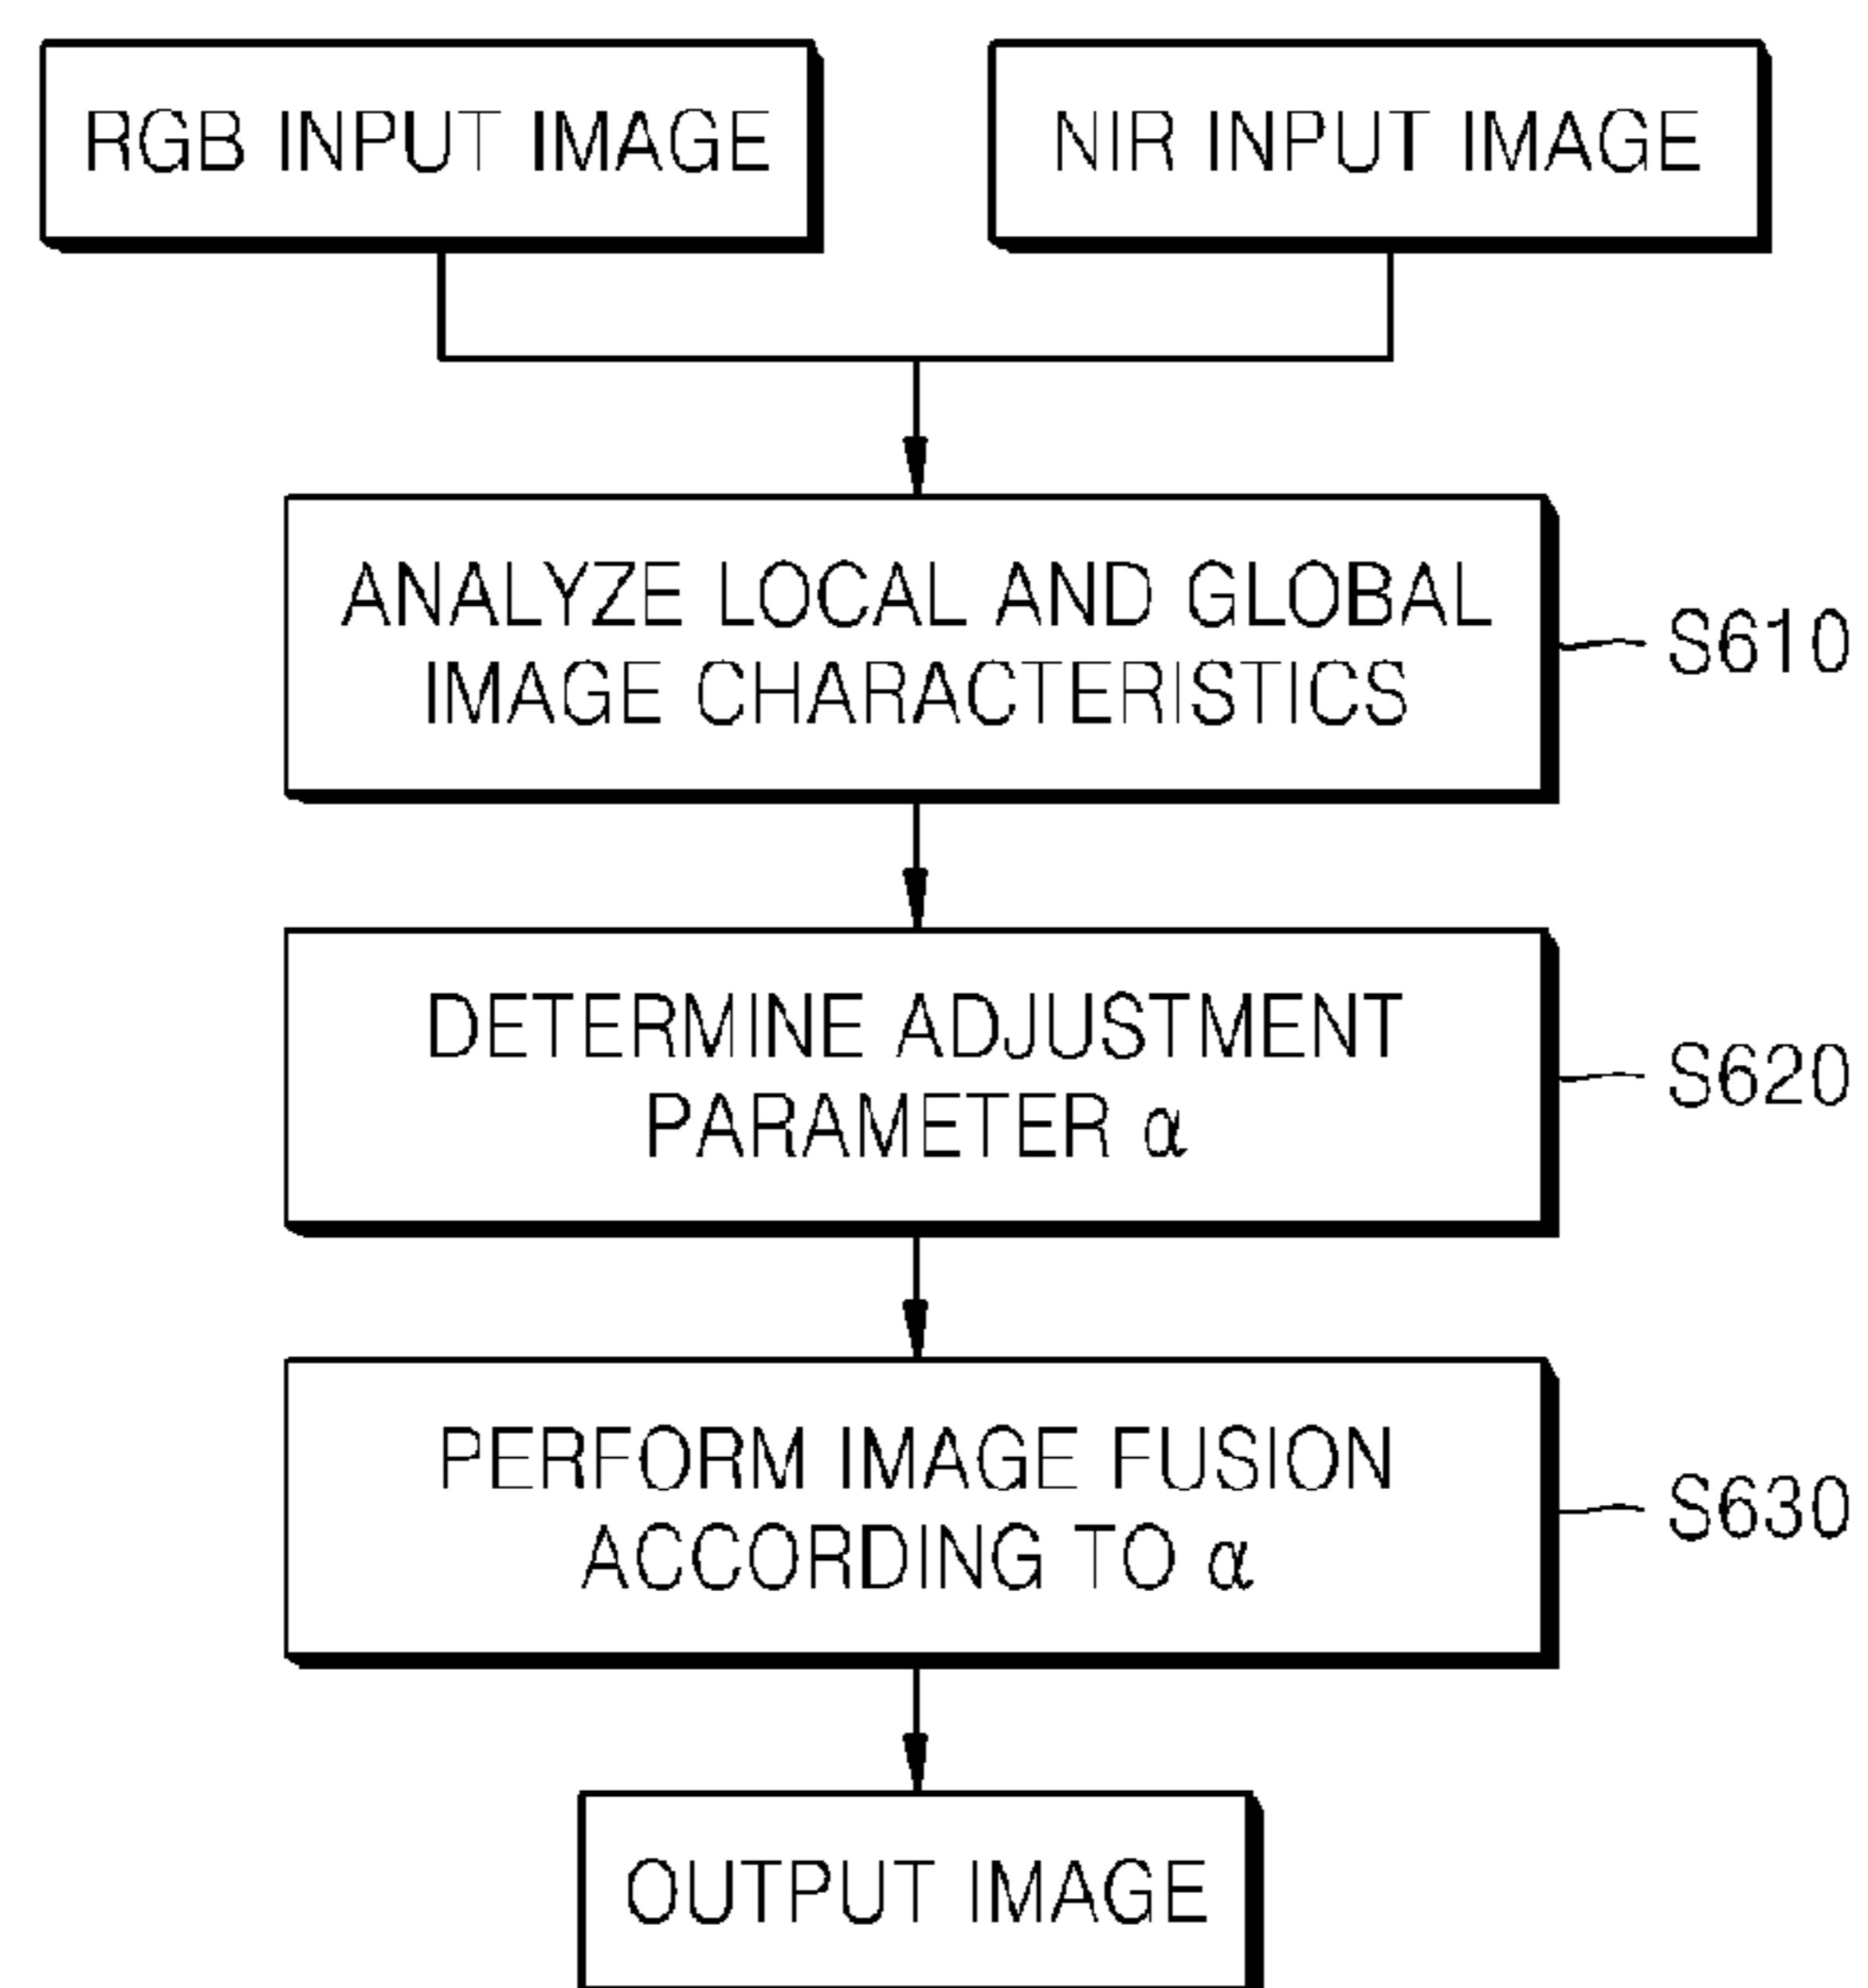 RGB INPUT IMAGE
NIR INPUT IMAGE
ANALYZE LOCAL AND GLOBAL
IMAGE CHARACTERISTICS
S610
DETERMINE ADJUSTMENT
PARAMETER α
S620
PERFORM IMAGE FUSION
ACCORDING TO α
S630
OUTPUT IMAGE